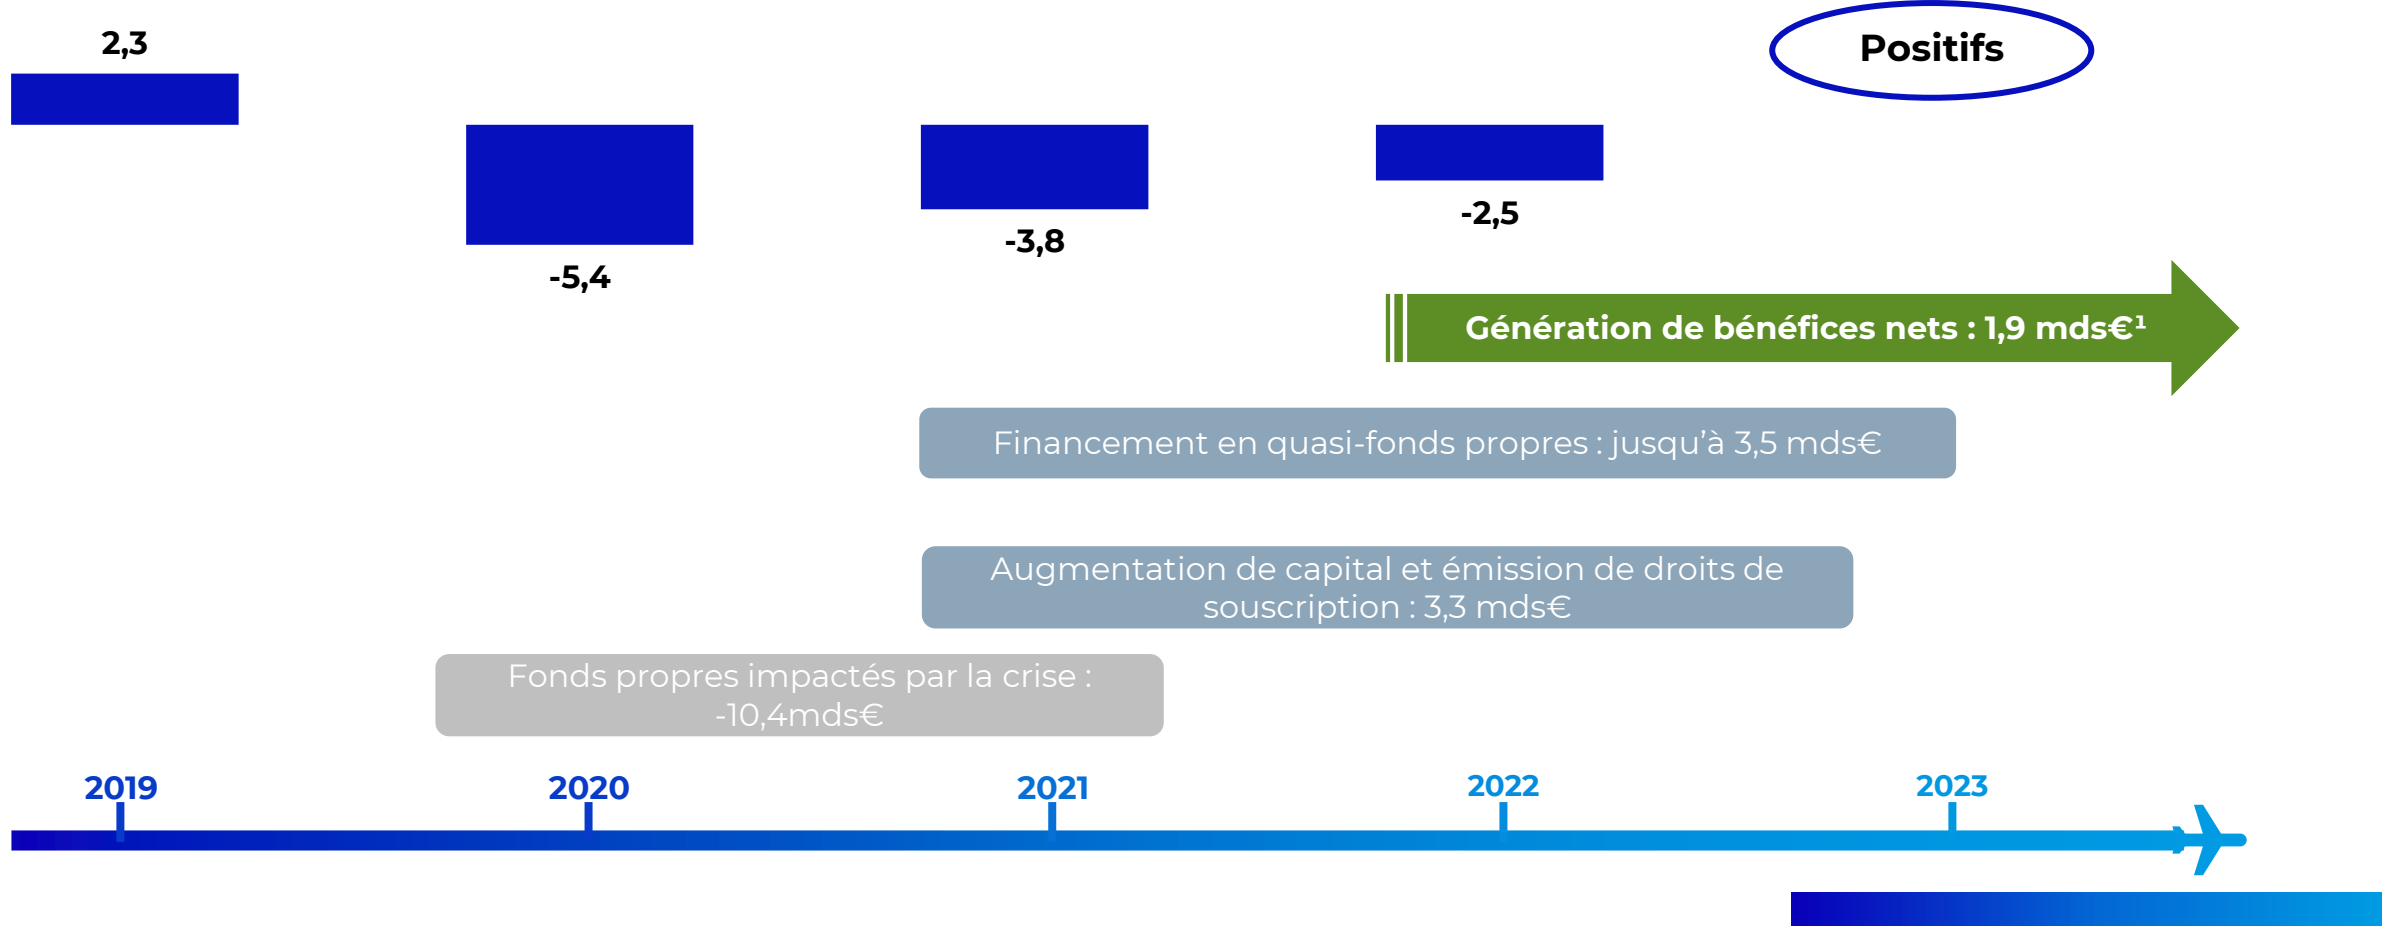 2,3
Positifs
-2,5
-3,8
-5,4
Génération de bénéfices nets : 1,9 mds€¹
Financement en quasi-fonds propres : jusqu’à 3,5 mds€
Augmentation de capital et émission de droits de
souscription : 3,3 mds€
Fonds propres impactés par la crise :
-10,4mds€
2019
2020
2021
2022
2023